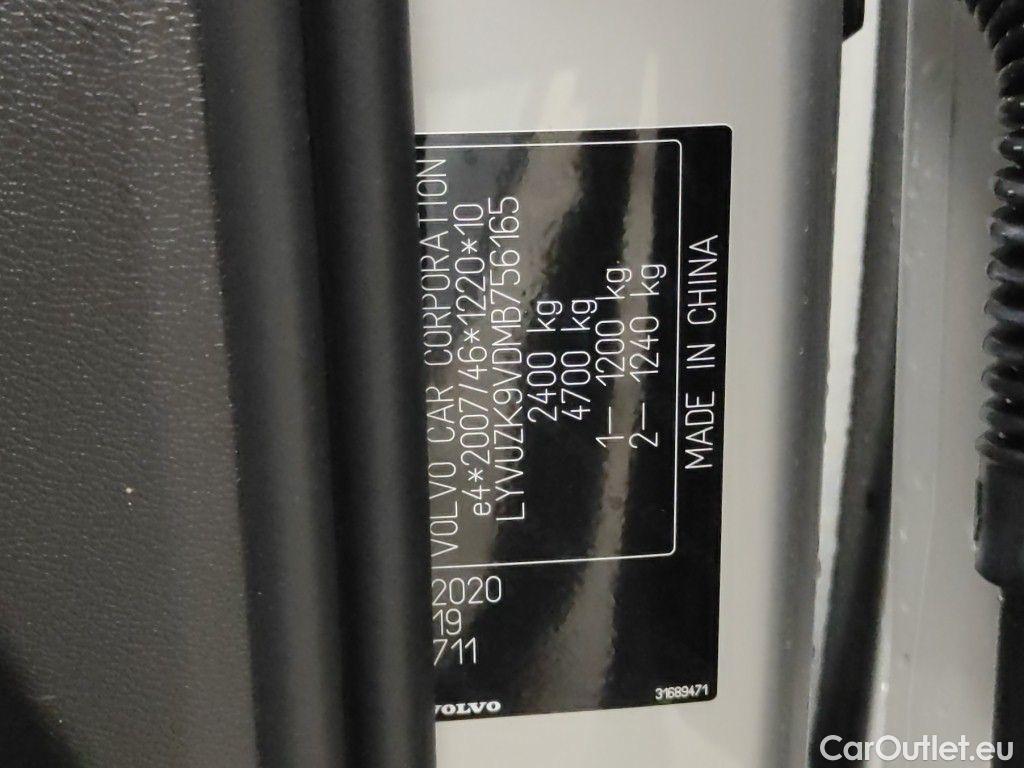 VOLVO CAR CORPORATION
e4*2007/46*1220*10
LYVUZK9VDMB756165
2400 kg
4700 kg
1– 1200 kg
2– 1240 kg
MADE IN CHINA
2020
19
711
VOLVO
31689471
CarOutlet.eu